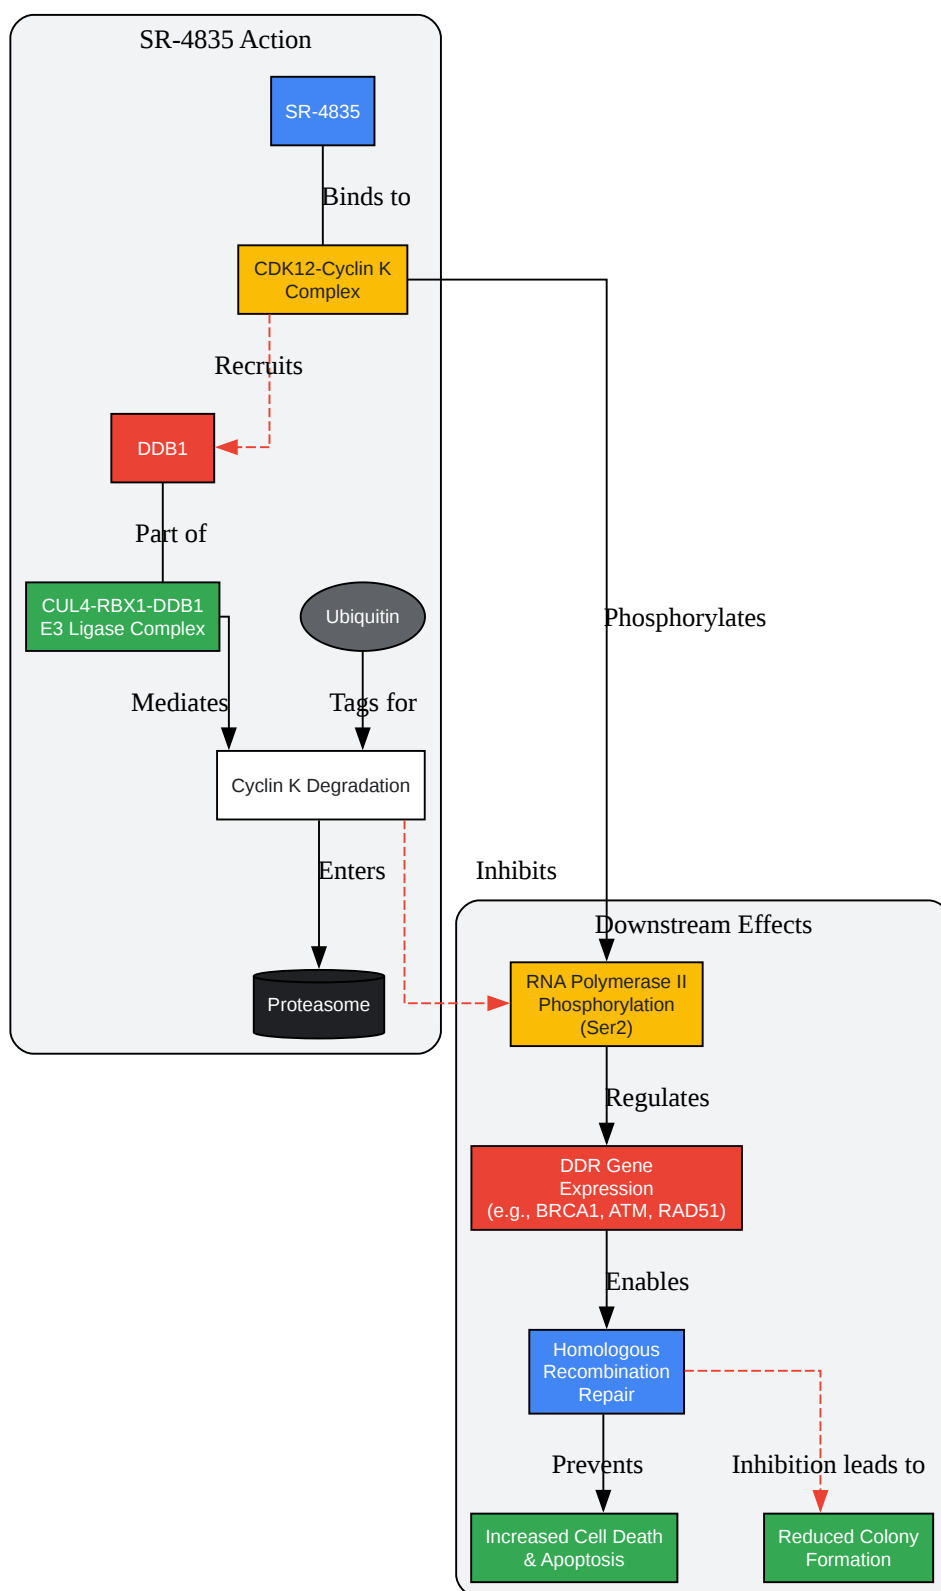 SR-4835 Action
SR-4835
Binds to
CDK12-Cyclin K
Complex
Recruits
DDB1
Part of
CUL4-RBX1-DDB1
E3 Ligase Complex
Ubiquitin
Phosphorylates
Mediates
Tags for
Cyclin K Degradation
Enters
Inhibits
Downstream Effects
Proteasome
RNA Polymerase II
Phosphorylation
(Ser2)
Regulates
DDR Gene
Expression
(e.g., BRCA1, ATM, RAD51)
Enables
Homologous
Recombination
Repair
Prevents
Inhibition leads to
Increased Cell Death
& Apoptosis
Reduced Colony
Formation